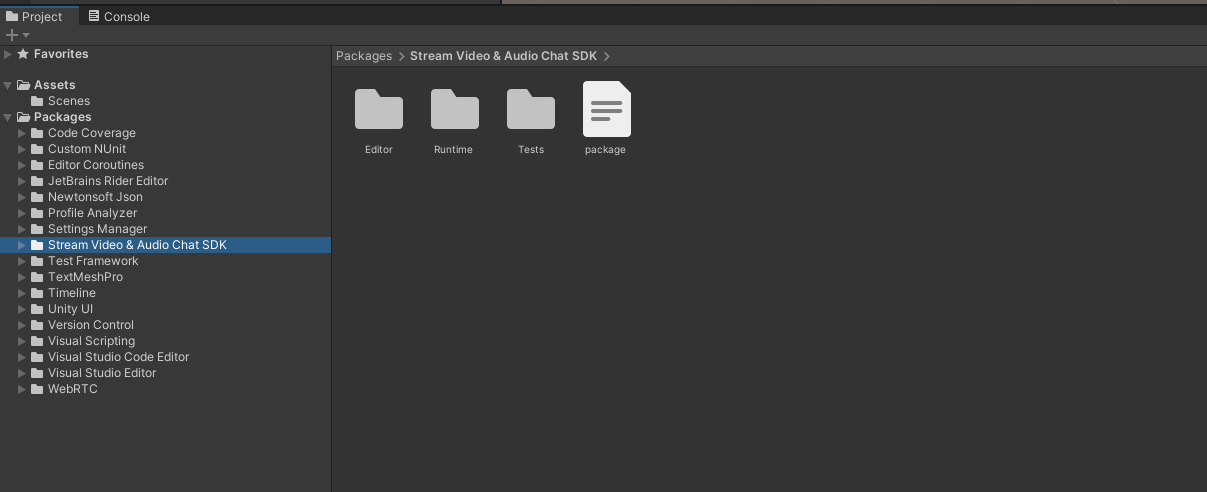 Project
Console
Favorites
Packages
Stream Video & Audio Chat SDK
Assets
Scenes
Packages
Code Coverage
Custom NUnit
Editor Coroutines
JetBrains Rider Editor
Newtonsoft Json
Profile Analyzer
Settings Manager
Stream Video & Audio Chat SDK
Test Framework
TextMeshPro
Timeline
Unity UI
Version Control
Visual Scripting
Visual Studio Code Editor
Visual Studio Editor
WebRTC
Editor
Runtime
Tests
package